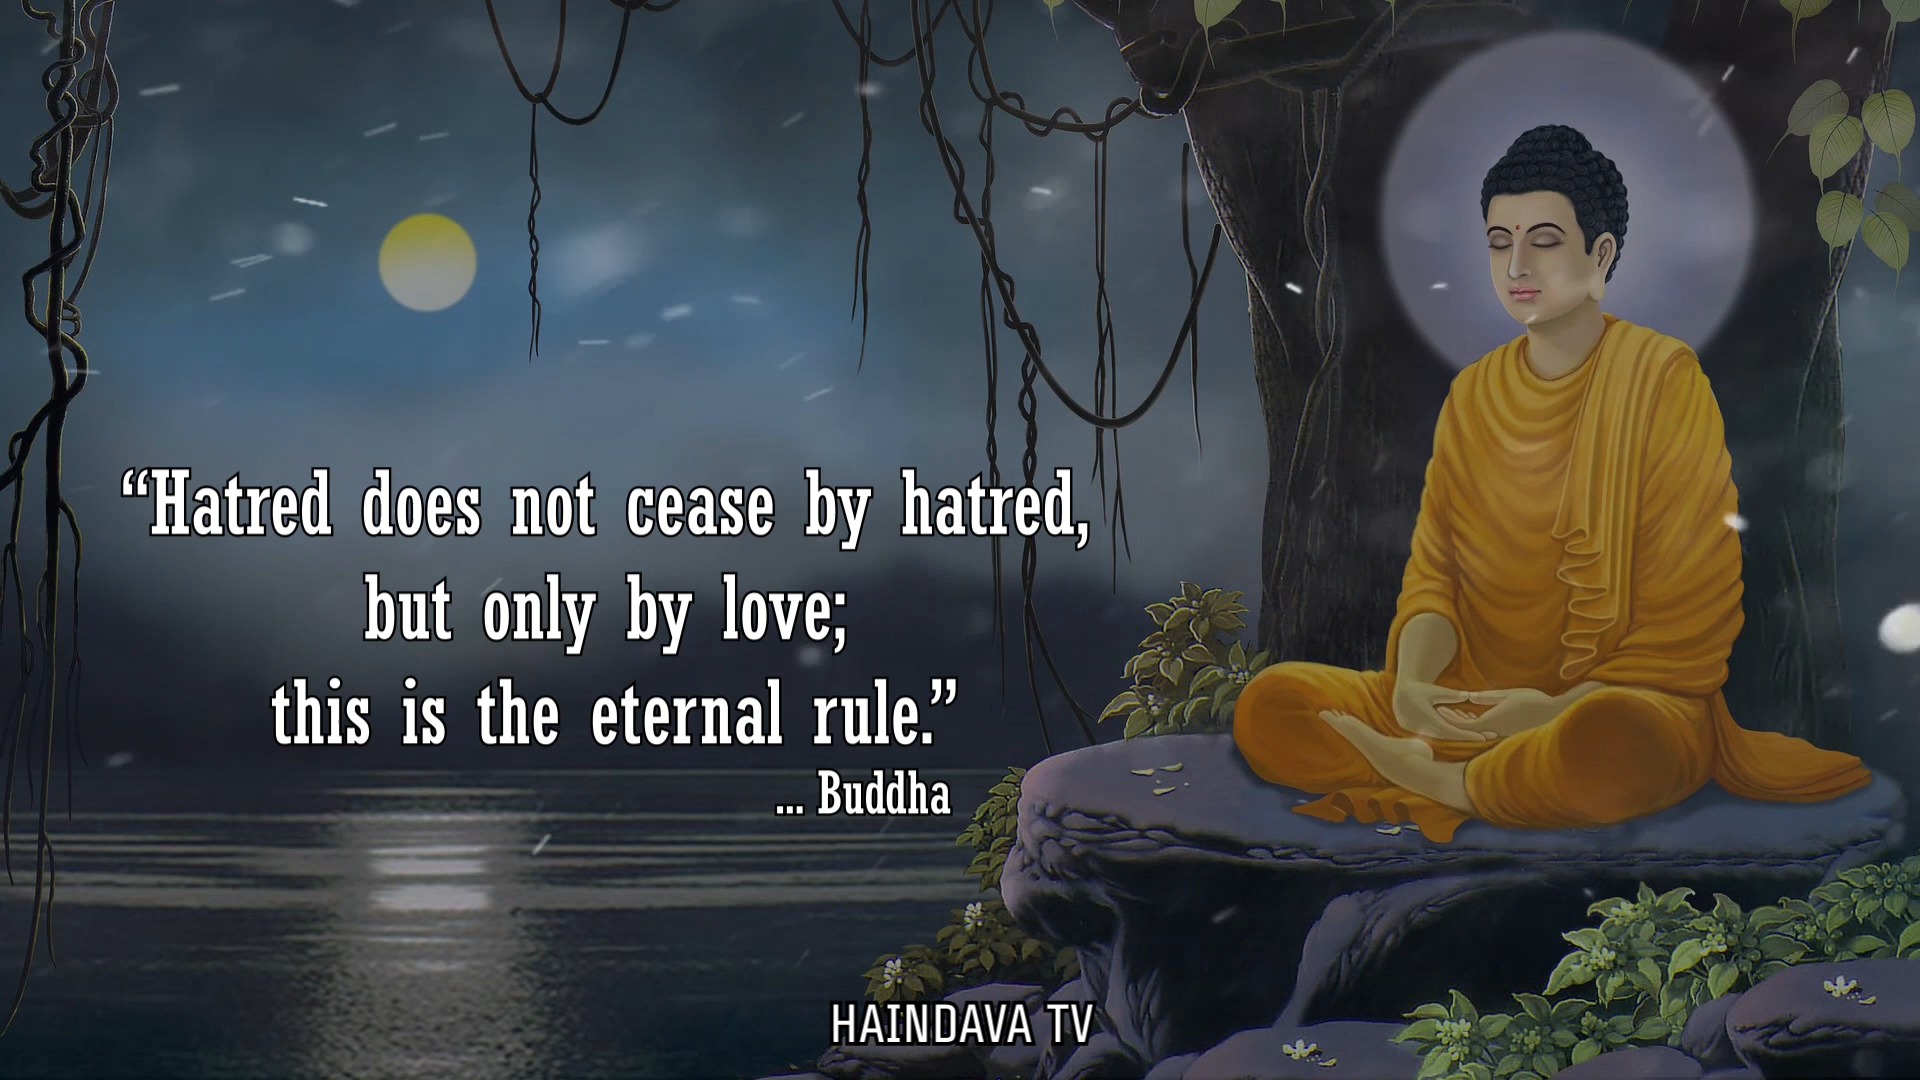 “Hatred does not cease by hatred,
but only by love;
this is the eternal rule.”
... Buddha
HAINDAVA TV